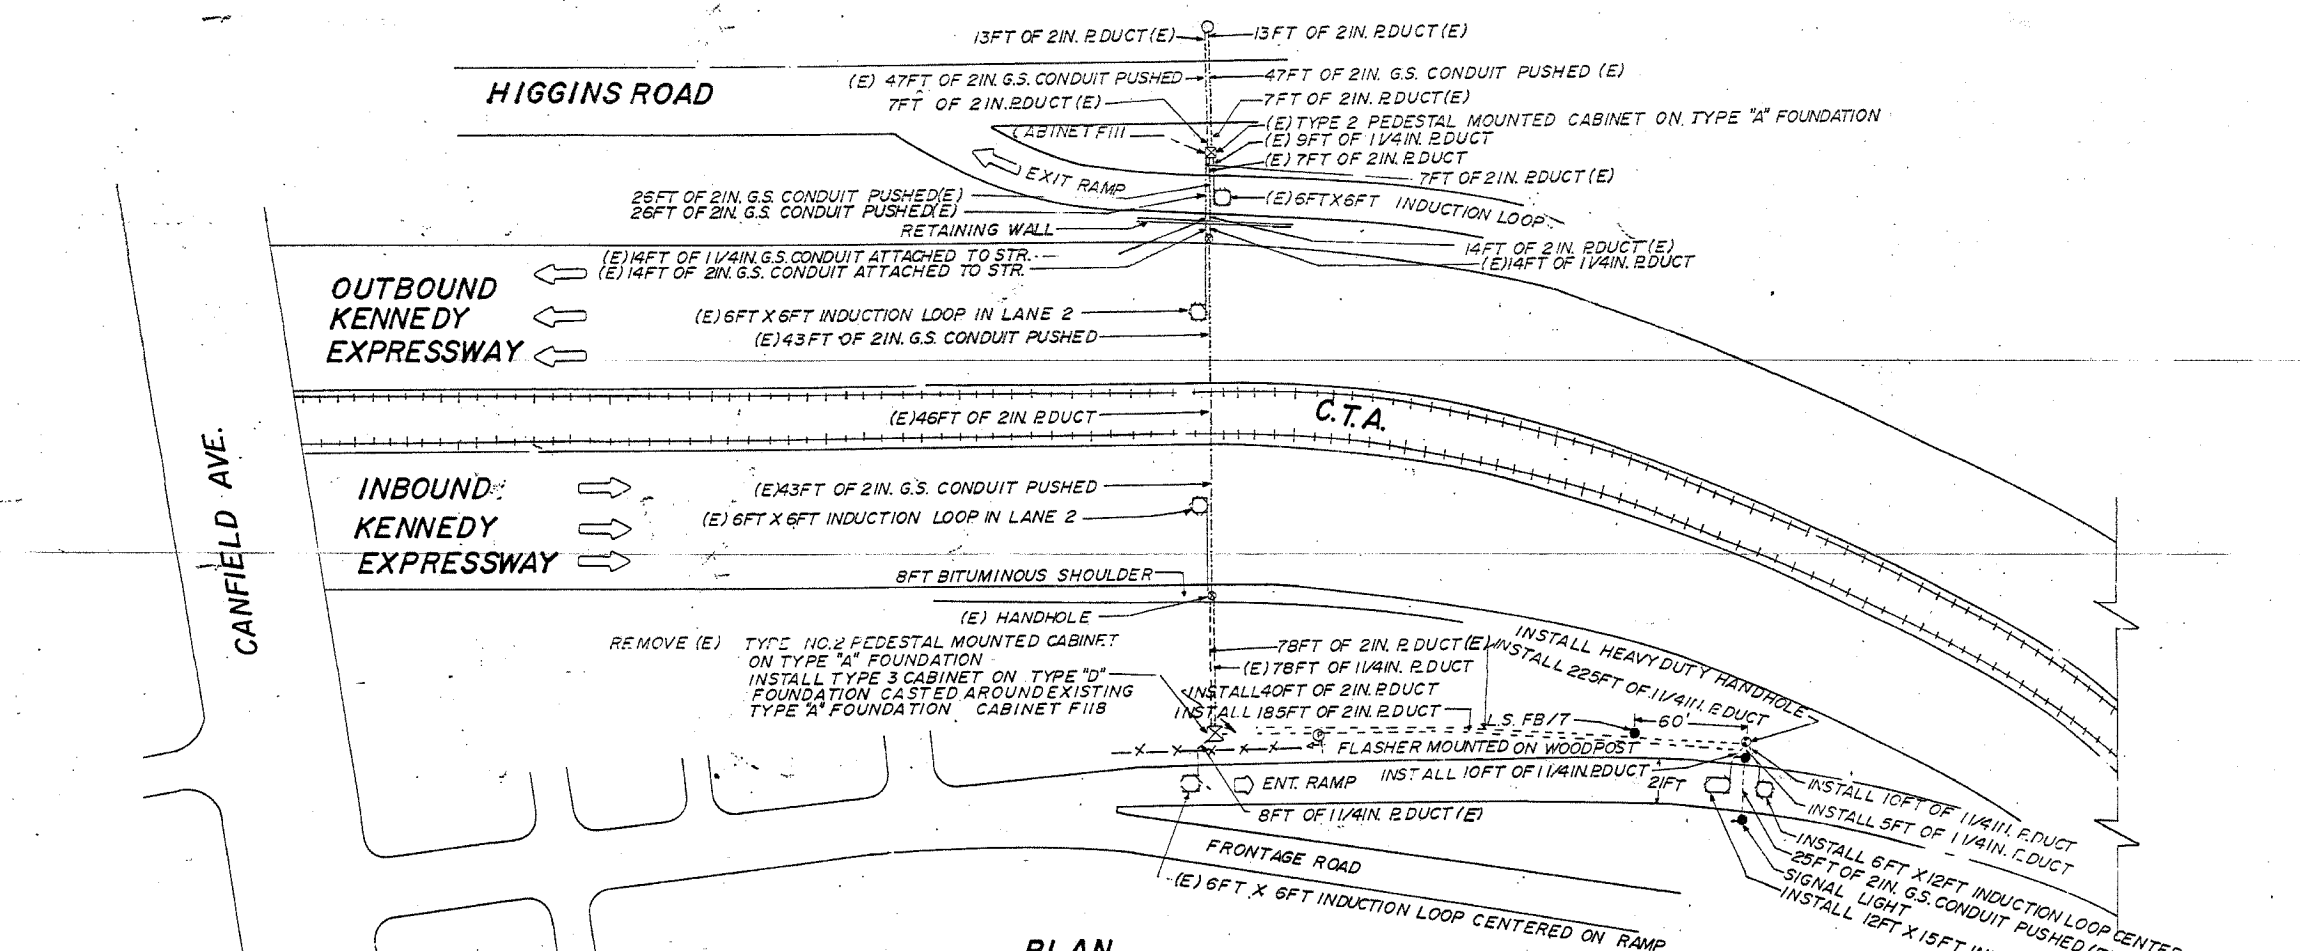 13FT OF 2IN. P.DUCT(E)
13FT OF 2IN. P.DUCT(E)
HIGGINS ROAD
(E) 47FT OF 2IN. G.S. CONDUIT PUSHED
47FT OF 2IN. G.S. CONDUIT PUSHED (E)
7FT OF 2IN.P.DUCT(E)
7FT OF 2IN. P.DUCT(E)
(E) TYPE 2 PEDESTAL MOUNTED CABINET ON TYPE "A" FOUNDATION
CABINET F111
(E) 9FT OF 1 1/4IN. P.DUCT
(E) 7FT OF 2IN. P.DUCT
7FT OF 2IN. P.DUCT(E)
EXIT RAMP
26FT OF 2IN. G.S. CONDUIT PUSHED(E)
26FT OF 2IN. G.S. CONDUIT PUSHED(E)
(E) 6FT X 6FT INDUCTION LOOP
RETAINING WALL
14FT OF 2IN. P.DUCT(E)
(E)14FT OF 1 1/4IN. P.DUCT
(E)14FT OF 1 1/4IN. G.S. CONDUIT ATTACHED TO STR.
(E) 14FT OF 2IN. G.S. CONDUIT ATTACHED TO STR.
OUTBOUND
KENNEDY
EXPRESSWAY
(E) 6FT X 6FT INDUCTION LOOP IN LANE 2
(E) 43FT OF 2IN. G.S. CONDUIT PUSHED
(E)46FT OF 2IN. P.DUCT
C.T.A.
CANFIELD AVE.
INBOUND
KENNEDY
EXPRESSWAY
(E)43FT OF 2IN. G.S. CONDUIT PUSHED
(E) 6FT X 6FT INDUCTION LOOP IN LANE 2
8FT BITUMINOUS SHOULDER
(E) HANDHOLE
REMOVE (E) TYPE NO.2 PEDESTAL MOUNTED CABINET
ON TYPE "A" FOUNDATION
INSTALL TYPE 3 CABINET ON TYPE "D"
FOUNDATION CASTED AROUND EXISTING
TYPE "A" FOUNDATION CABINET F118
78FT OF 2IN. P.DUCT(E)
(E) 78FT OF 1 1/4IN. P.DUCT
INSTALL 40FT OF 2IN. P.DUCT
INSTALL 185FT OF 2IN. P.DUCT
INSTALL HEAVY DUTY HANDHOLE
INSTALL 225FT OF 1 1/4IN. P.DUCT
L.S. FB/7
60'
FLASHER MOUNTED ON WOODPOST
ENT. RAMP
INSTALL 10FT OF 1 1/4IN.P.DUCT
21FT
8FT OF 1 1/4IN. P.DUCT(E)
INSTALL 10FT OF 1 1/4IN. P.DUCT
INSTALL 5FT OF 1 1/4IN. P.DUCT
INSTALL 6FT X 12FT INDUCTION LOOP
25FT OF 2IN. G.S. CONDUIT PUSHED
SIGNAL LIGHT
INSTALL 12FT X 15FT
FRONTAGE ROAD
(E) 6FT X 6FT INDUCTION LOOP CENTERED ON RAMP
PLAN